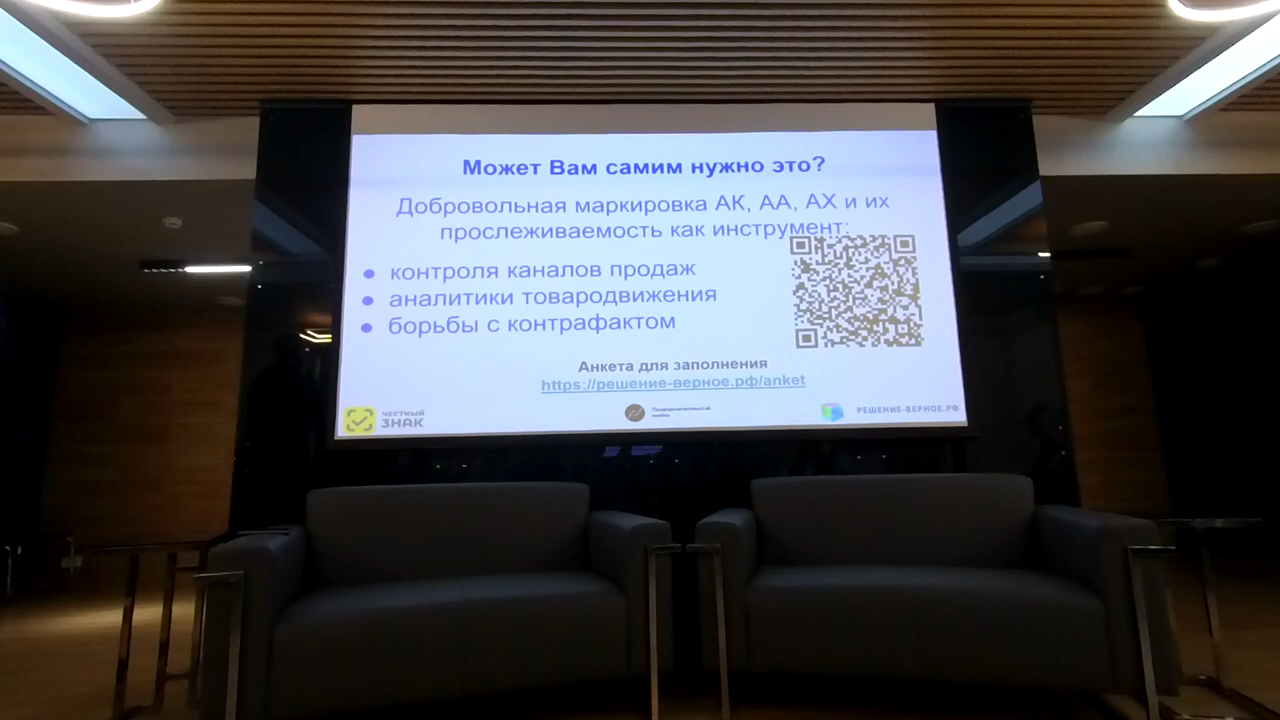 Может Вам самим нужно это?
Добровольная маркировка АК, АА, АХ и их
прослеживаемость как инструмент:
● контроля каналов продаж
● аналитики товародвижения
● борьбы с контрафактом
Анкета для заполнения
https://решение-верное.рф/anket
ЧЕСТНЫЙ
ЗНАК
РЕШЕНИЕ-ВЕРНОЕ.РФ